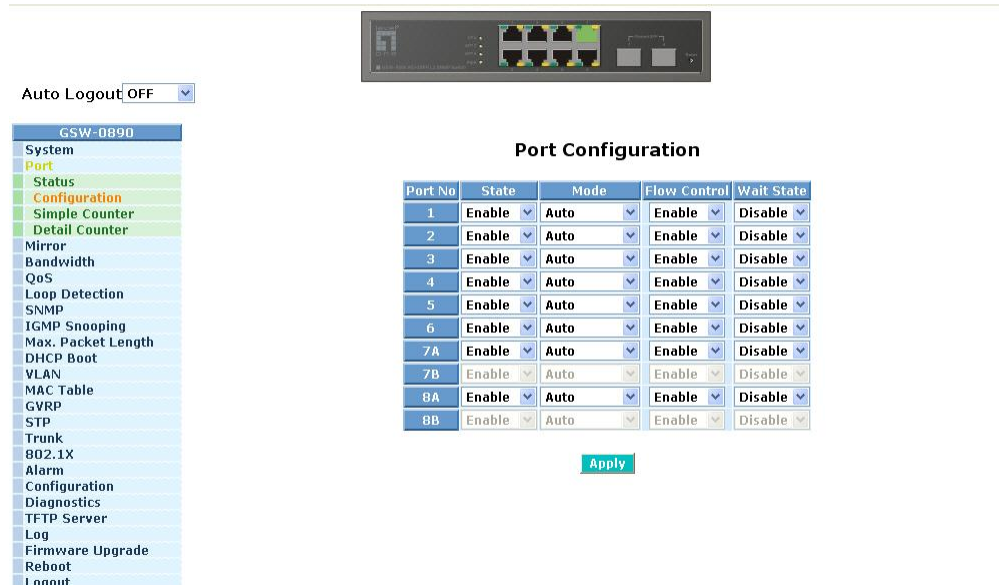 Auto Logout OFF
GSW-0890
System
Port
Status
Configuration
Simple Counter
Detail Counter
Mirror
Bandwidth
QoS
Loop Detection
SNMP
IGMP Snooping
Max. Packet Length
DHCP Boot
VLAN
MAC Table
GVRP
STP
Trunk
802.1X
Alarm
Configuration
Diagnostics
TFTP Server
Log
Firmware Upgrade
Reboot
Logout
Port Configuration
Port No State Mode Flow Control Wait State
1 Enable Auto Enable Disable
2 Enable Auto Enable Disable
3 Enable Auto Enable Disable
4 Enable Auto Enable Disable
5 Enable Auto Enable Disable
6 Enable Auto Enable Disable
7A Enable Auto Enable Disable
7B Enable Auto Enable Disable
8A Enable Auto Enable Disable
8B Enable Auto Enable Disable
Apply